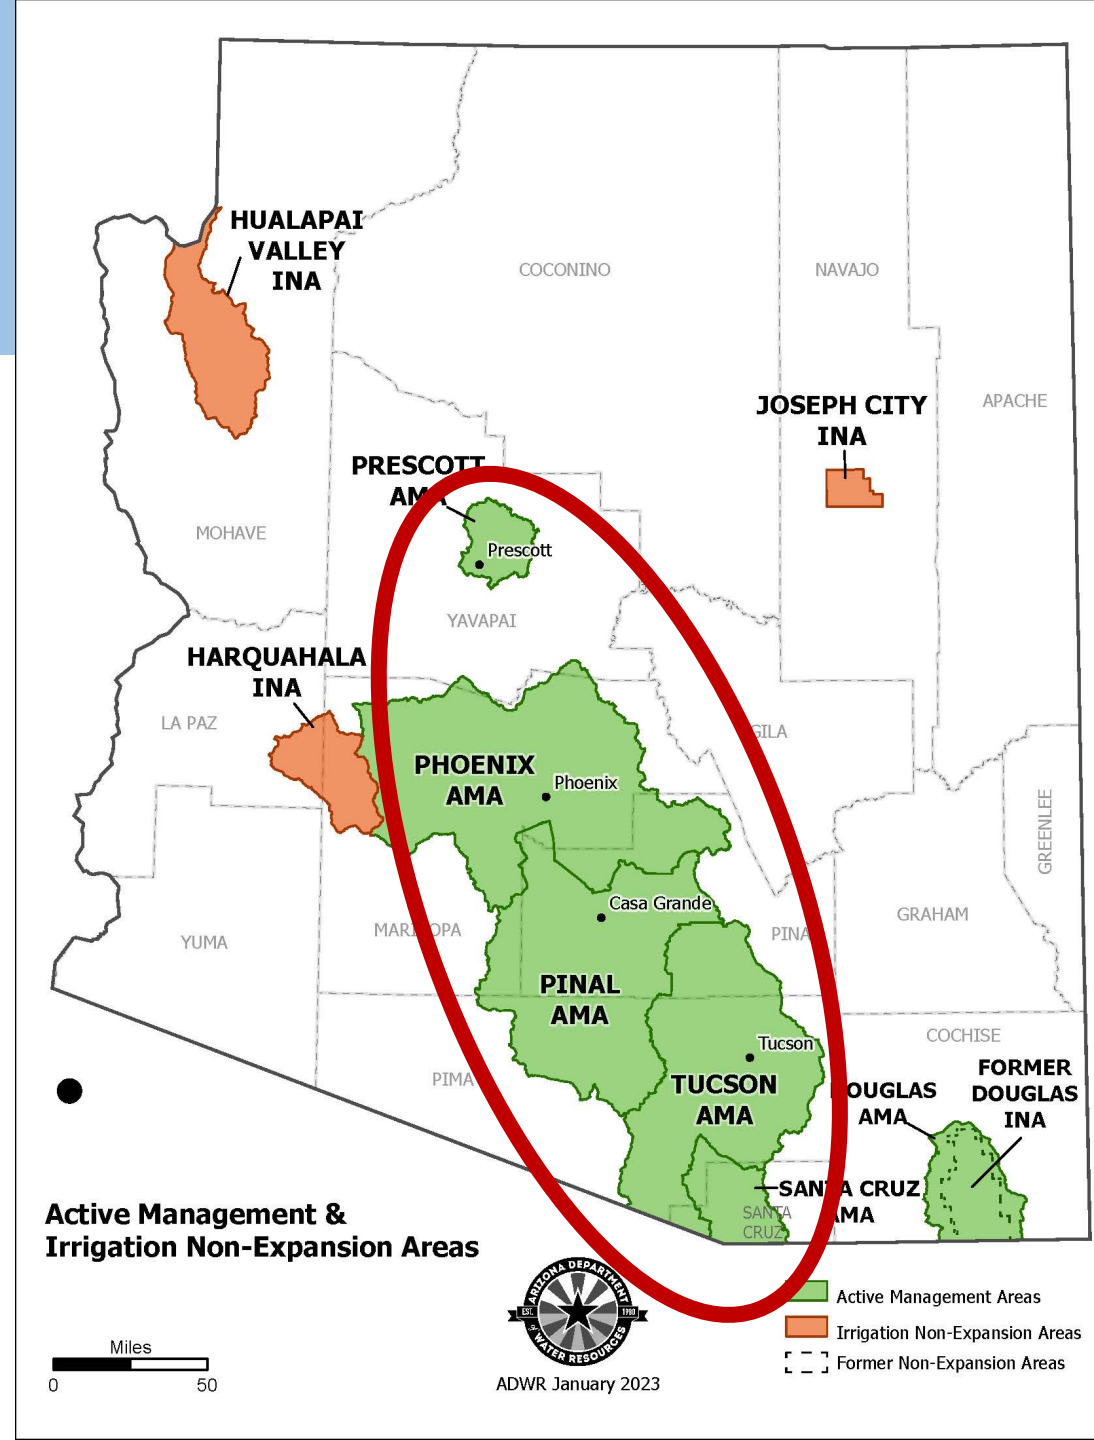 HUALAPAI
VALLEY
INA
COCONINO
NAVAJO
APACHE
JOSEPH CITY
INA
PRESCOTT
AMA
MOHAVE
Prescott
YAVAPAI
HARQUAHALA
INA
LA PAZ
GILA
PHOENIX
AMA
Phoenix
GREENLEE
Casa Grande
GRAHAM
YUMA
MARICOPA
PINAL
PINAL
AMA
COCHISE
Tucson
PIMA
TUCSON
AMA
DOUGLAS
AMA
FORMER
DOUGLAS
INA
SANTA CRUZ
AMA
SANTA
CRUZ
Active Management &
Irrigation Non-Expansion Areas
ARIZONA DEPARTMENT
EST. 1980
of WATER RESOURCES
ADWR January 2023
Miles
0 50
Active Management Areas
Irrigation Non-Expansion Areas
Former Non-Expansion Areas